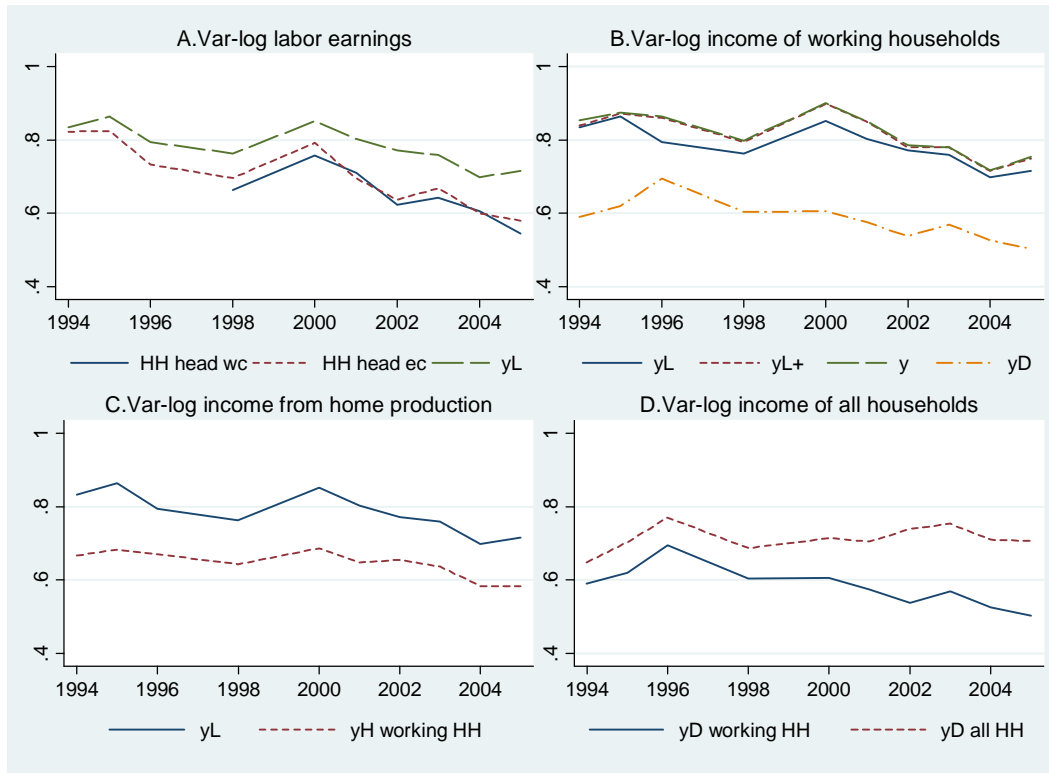 A.Var-log labor earnings
1
.8
.6
.4
1994 1996 1998 2000 2002 2004
HH head wc HH head ec yL
B.Var-log income of working households
1
.8
.6
.4
1994 1996 1998 2000 2002 2004
yL yL+ y yD
C.Var-log income from home production
1
.8
.6
.4
1994 1996 1998 2000 2002 2004
yL yH working HH
D.Var-log income of all households
1
.8
.6
.4
1994 1996 1998 2000 2002 2004
yD working HH yD all HH